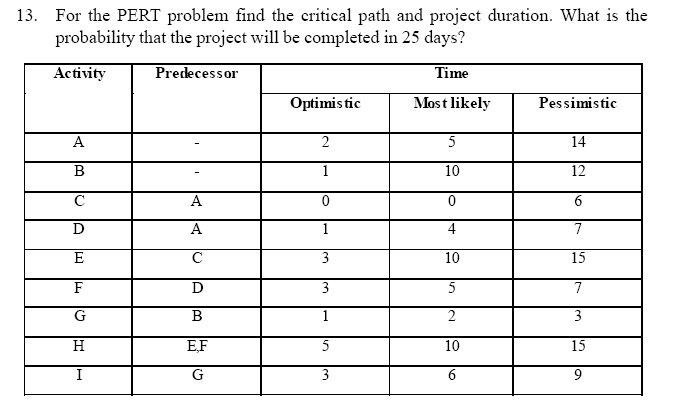 13. For the PERT problem find the critical path and project duration. What is the
probability that the project will be completed in 25 days?
Activity Predecessor Time
Optimistic Most likely Pessimistic
A - 2 5 14
B - 1 10 12
C A 0 0 6
D A 1 4 7
E C 3 10 15
F D 3 5 7
G B 1 2 3
H E,F 5 10 15
I G 3 6 9